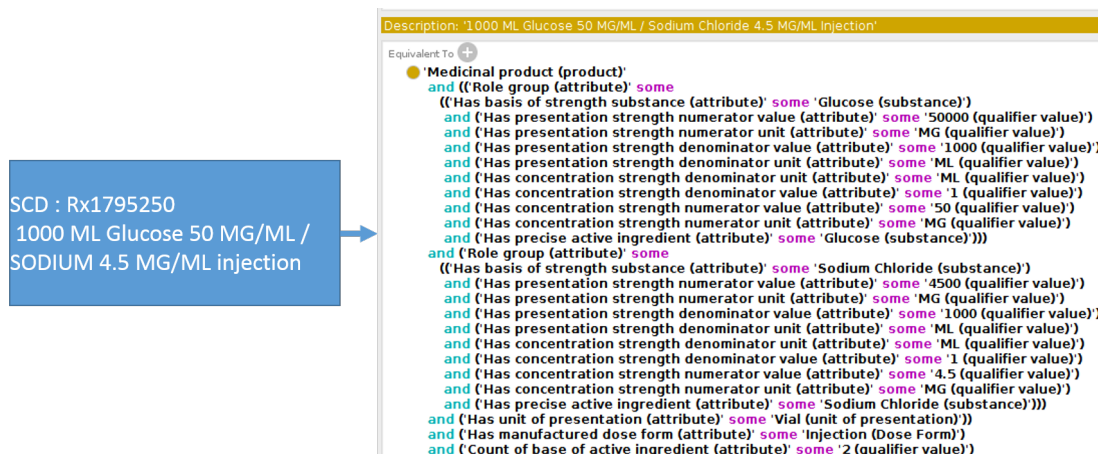 SCD : Rx1795250
1000 ML Glucose 50 MG/ML /
SODIUM 4.5 MG/ML injection
Description: '1000 ML Glucose 50 MG/ML / Sodium Chloride 4.5 MG/ML Injection'
Equivalent To +
'Medicinal product (product)'
and (('Role group (attribute)' some
(('Has basis of strength substance (attribute)' some 'Glucose (substance)')
and ('Has presentation strength numerator value (attribute)' some '50000 (qualifier value)')
and ('Has presentation strength numerator unit (attribute)' some 'MG (qualifier value)')
and ('Has presentation strength denominator value (attribute)' some '1000 (qualifier value)')
and ('Has presentation strength denominator unit (attribute)' some 'ML (qualifier value)')
and ('Has concentration strength denominator unit (attribute)' some 'ML (qualifier value)')
and ('Has concentration strength denominator value (attribute)' some '1 (qualifier value)')
and ('Has concentration strength numerator value (attribute)' some '50 (qualifier value)')
and ('Has concentration strength numerator unit (attribute)' some 'MG (qualifier value)')
and ('Has precise active ingredient (attribute)' some 'Glucose (substance)')))
and ('Role group (attribute)' some
(('Has basis of strength substance (attribute)' some 'Sodium Chloride (substance)')
and ('Has presentation strength numerator value (attribute)' some '4500 (qualifier value)')
and ('Has presentation strength numerator unit (attribute)' some 'MG (qualifier value)')
and ('Has presentation strength denominator value (attribute)' some '1000 (qualifier value)')
and ('Has presentation strength denominator unit (attribute)' some 'ML (qualifier value)')
and ('Has concentration strength denominator unit (attribute)' some 'ML (qualifier value)')
and ('Has concentration strength denominator value (attribute)' some '1 (qualifier value)')
and ('Has concentration strength numerator value (attribute)' some '4.5 (qualifier value)')
and ('Has concentration strength numerator unit (attribute)' some 'MG (qualifier value)')
and ('Has precise active ingredient (attribute)' some 'Sodium Chloride (substance)')))
and ('Has unit of presentation (attribute)' some 'Vial (unit of presentation)'))
and ('Has manufactured dose form (attribute)' some 'Injection (Dose Form)')
and ('Count of base of active ingredient (attribute)' some '2 (qualifier value)')